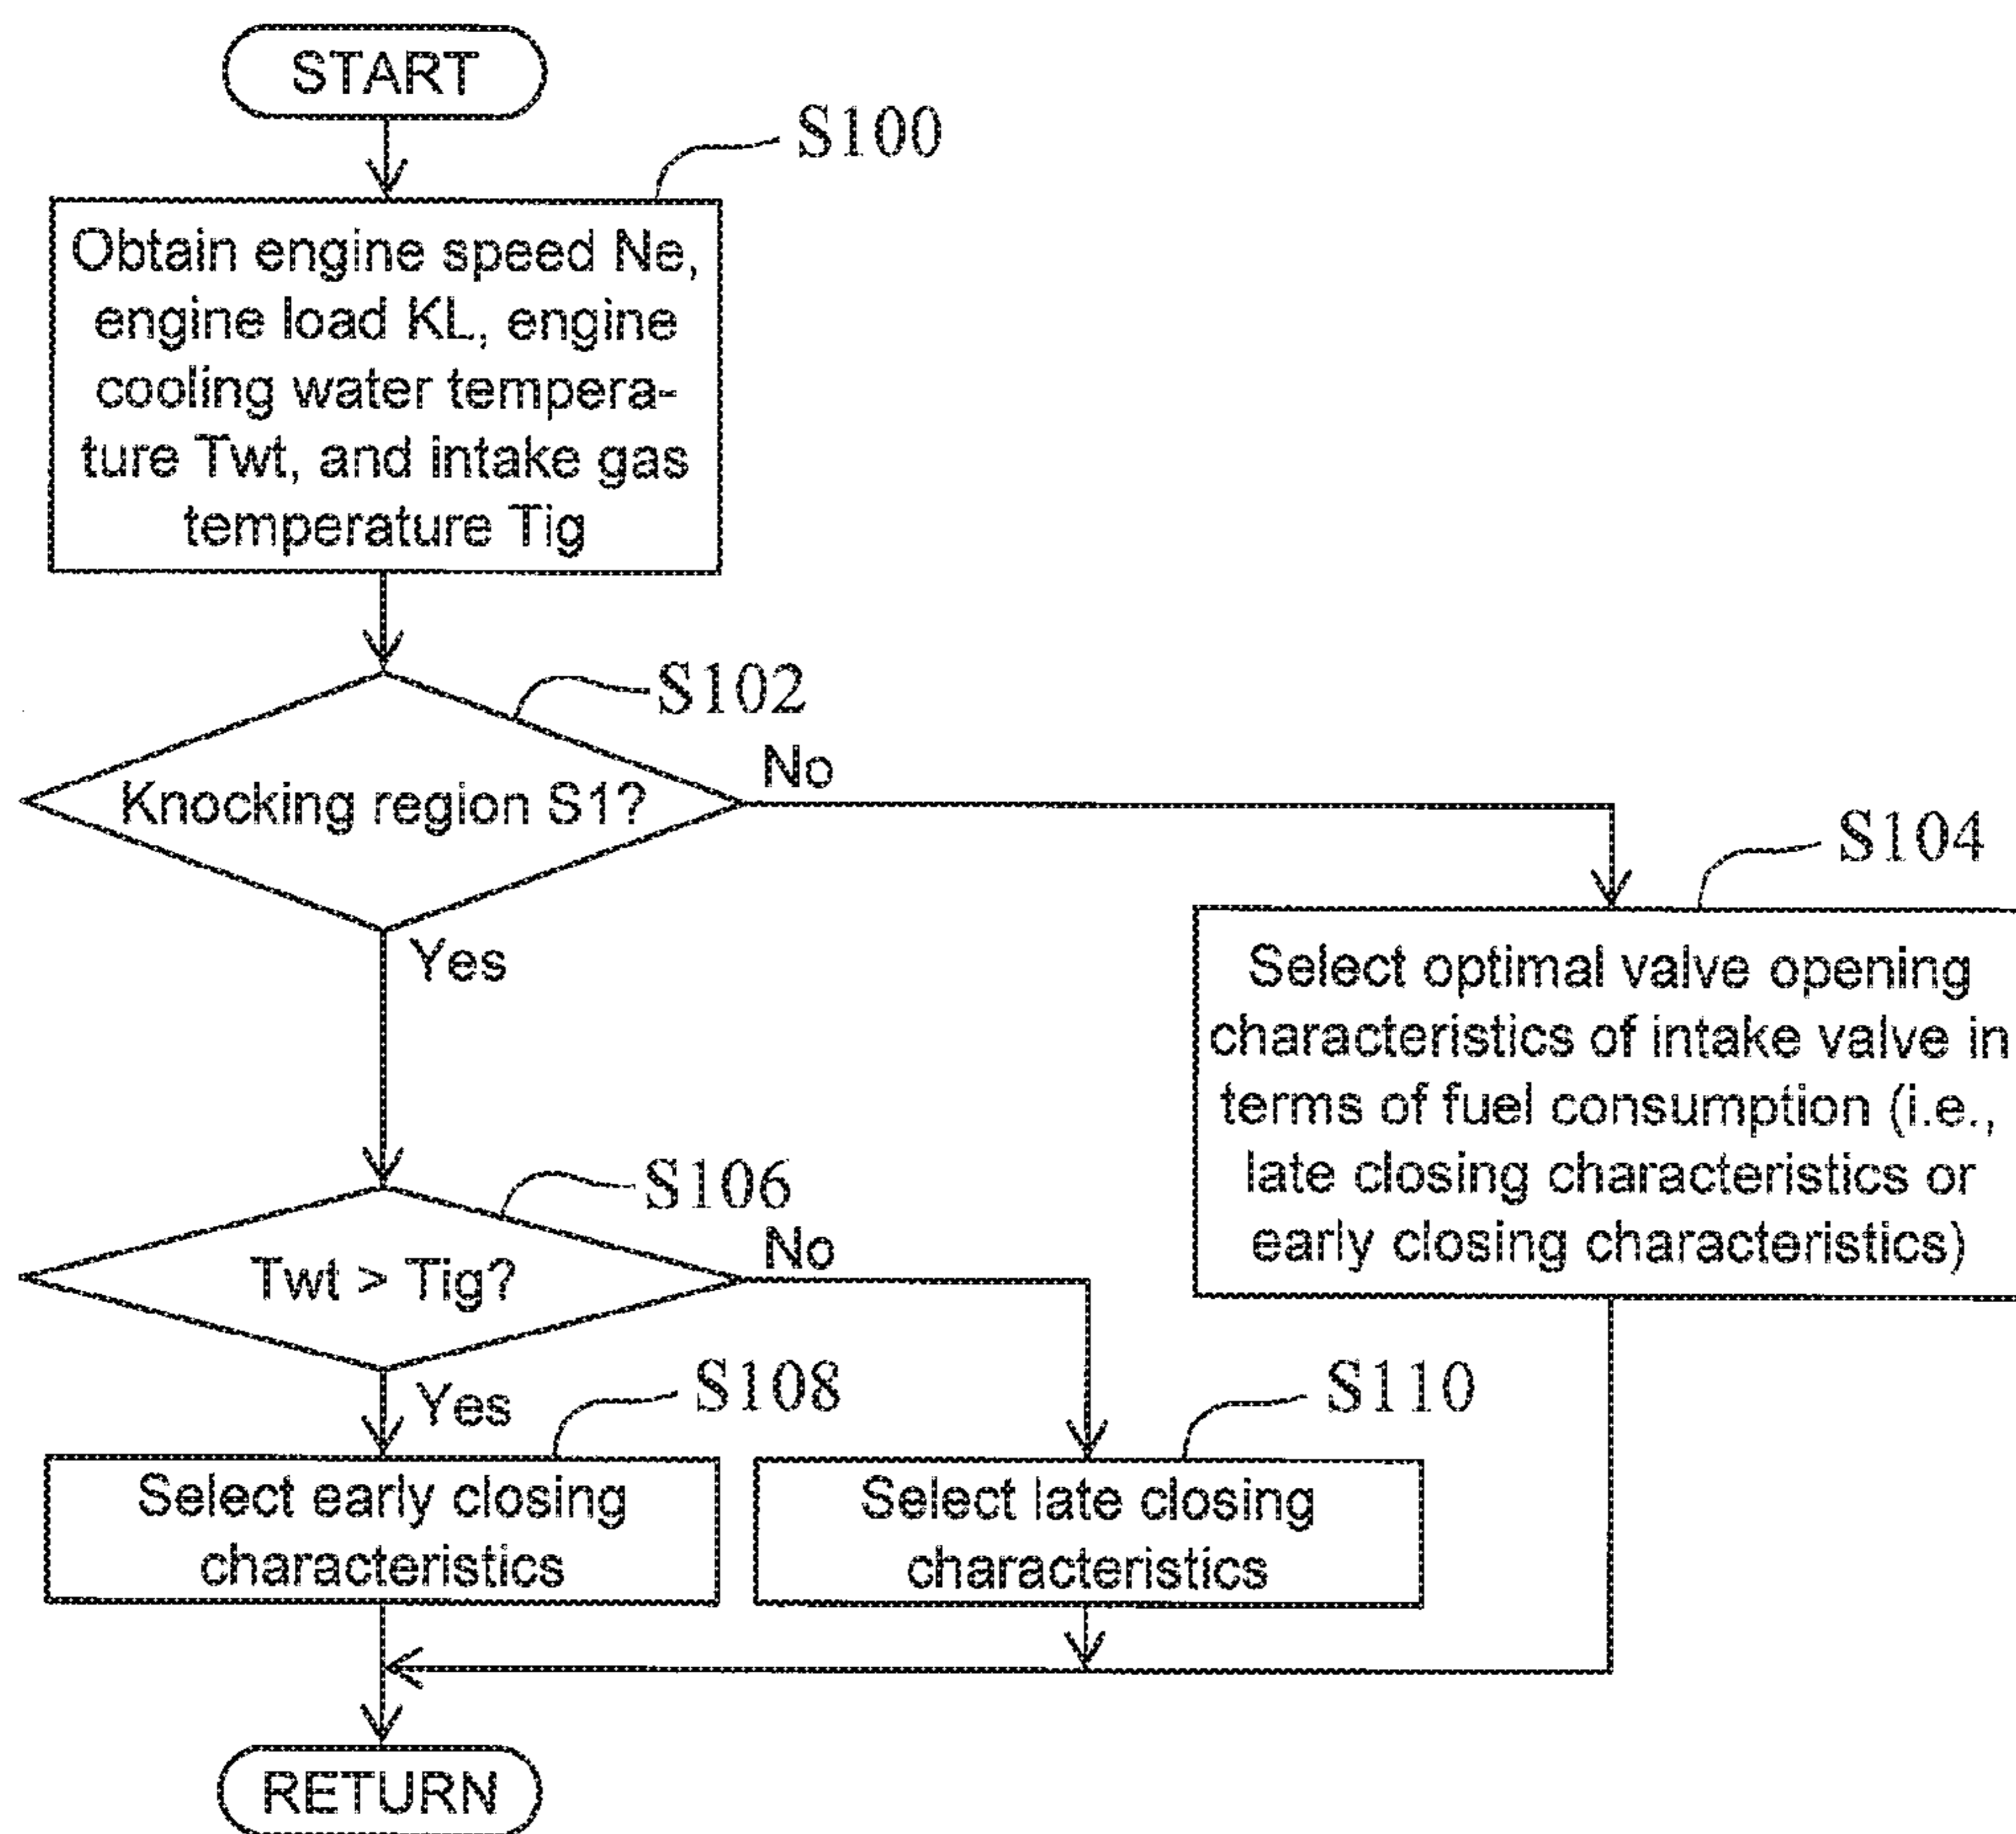 START
S100
Obtain engine speed Ne,
engine load KL, engine
cooling water tempera-
ture Twt, and intake gas
temperature Tig
S102
Knocking region S1?
No
Yes
S104
Select optimal valve opening
characteristics of intake valve in
terms of fuel consumption (i.e.,
late closing characteristics or
early closing characteristics)
S106
Twt > Tig?
No
Yes
S108
Select early closing
characteristics
S110
Select late closing
characteristics
RETURN